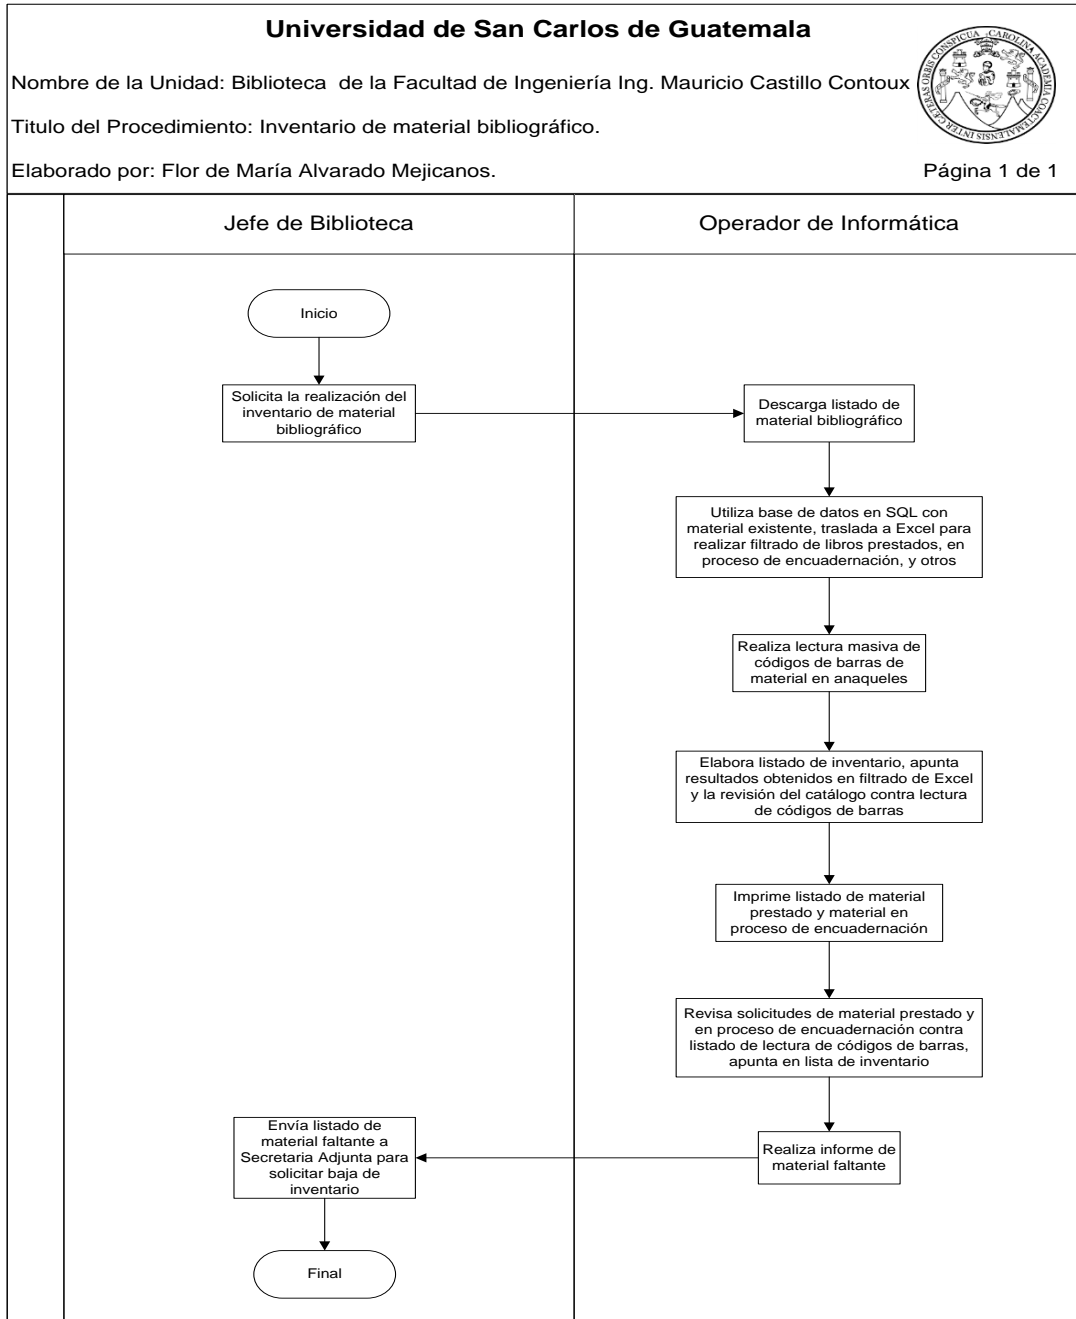 Universidad de San Carlos de Guatemala
Nombre de la Unidad: Biblioteca de la Facultad de Ingeniería Ing. Mauricio Castillo Contoux
Titulo del Procedimiento: Inventario de material bibliográfico.
Elaborado por: Flor de María Alvarado Mejicanos.
Página 1 de 1
Jefe de Biblioteca
Operador de Informática
Inicio
Solicita la realización del
inventario de material
bibliográfico
Descarga listado de
material bibliográfico
Utiliza base de datos en SQL con
material existente, traslada a Excel para
realizar filtrado de libros prestados, en
proceso de encuadernación, y otros
Realiza lectura masiva de
códigos de barras de
material en anaqueles
Elabora listado de inventario, apunta
resultados obtenidos en filtrado de Excel
y la revisión del catálogo contra lectura
de códigos de barras
Imprime listado de material
prestado y material en
proceso de encuadernación
Revisa solicitudes de material prestado y
en proceso de encuadernación contra
listado de lectura de códigos de barras,
apunta en lista de inventario
Realiza informe de
material faltante
Envía listado de
material faltante a
Secretaria Adjunta para
solicitar baja de
inventario
Final